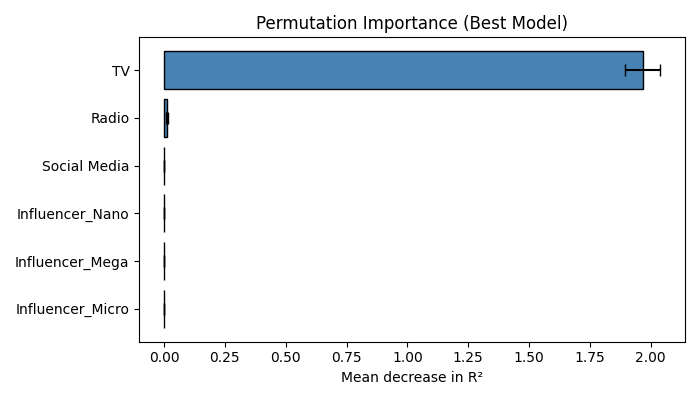 Permutation Importance (Best Model)
TV
Radio
Social Media
Influencer_Nano
Influencer_Mega
Influencer_Micro
0.00 0.25 0.50 0.75 1.00 1.25 1.50 1.75 2.00
Mean decrease in R²